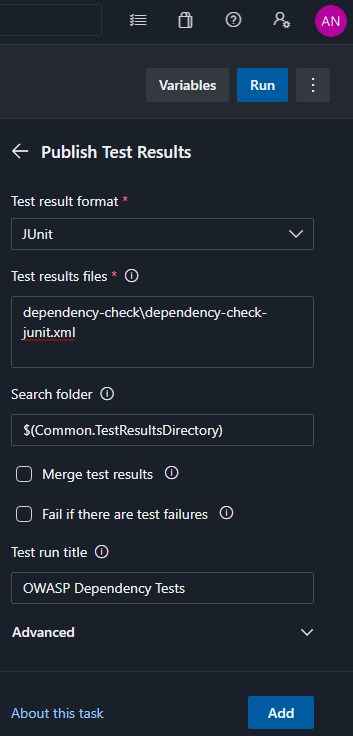 AN
Variables
Run
Publish Test Results
Test result format *
JUnit
Test results files *
dependency-check\dependency-check-
junit.xml
Search folder
$(Common.TestResultsDirectory)
Merge test results
Fail if there are test failures
Test run title
OWASP Dependency Tests
Advanced
About this task
Add